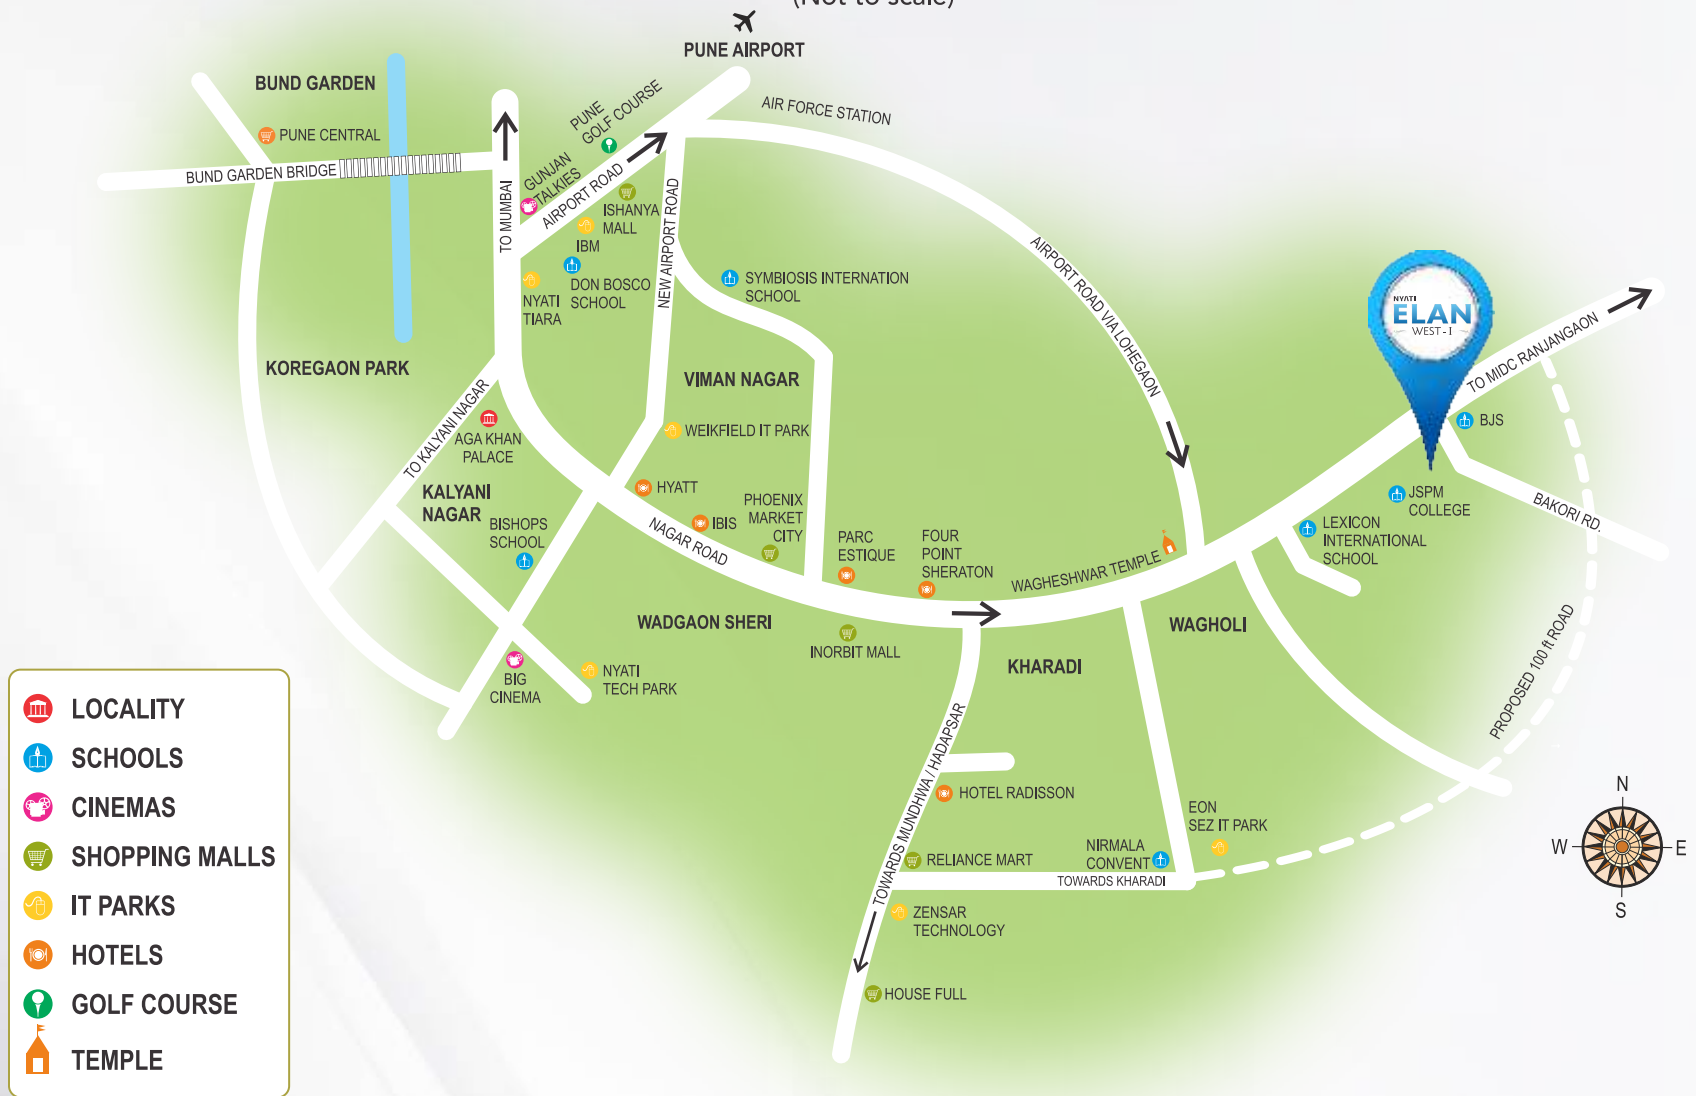 (Not to scale)
PUNE AIRPORT
BUND GARDEN
PUNE CENTRAL
BUND GARDEN BRIDGE
TO MUMBAI
PUNE
GOLF COURSE
GUNJAN
TALKIES
AIRPORT ROAD
AIR FORCE STATION
ISHANYA
MALL
IBM
DON BOSCO
SCHOOL
NYATI
TIARA
NEW AIRPORT ROAD
SYMBIOSIS INTERNATION
SCHOOL
AIRPORT ROAD VIA LOHEGAON
NYATI
ELAN
WEST-I
TO MIDC RANJANGAON
KOREGAON PARK
VIMAN NAGAR
TO KALYANI NAGAR
AGA KHAN
PALACE
WEIKFIELD IT PARK
BJS
KALYANI
NAGAR
HYATT
IBIS
PHOENIX
MARKET
CITY
NAGAR ROAD
BISHOPS
SCHOOL
PARC
ESTIQUE
FOUR
POINT
SHERATON
WAGHESHWAR TEMPLE
JSPM
COLLEGE
LEXICON
INTERNATIONAL
SCHOOL
BAKORI RD.
WADGAON SHERI
INORBIT MALL
KHARADI
WAGHOLI
PROPOSED 100 ft ROAD
BIG
CINEMA
NYATI
TECH PARK
TOWARDS MUNDHWA / HADAPSAR
HOTEL RADISSON
EON
SEZ IT PARK
NIRMALA
CONVENT
RELIANCE MART
TOWARDS KHARADI
ZENSAR
TECHNOLOGY
HOUSE FULL
LOCALITY
SCHOOLS
CINEMAS
SHOPPING MALLS
IT PARKS
HOTELS
GOLF COURSE
TEMPLE
N
W
E
S